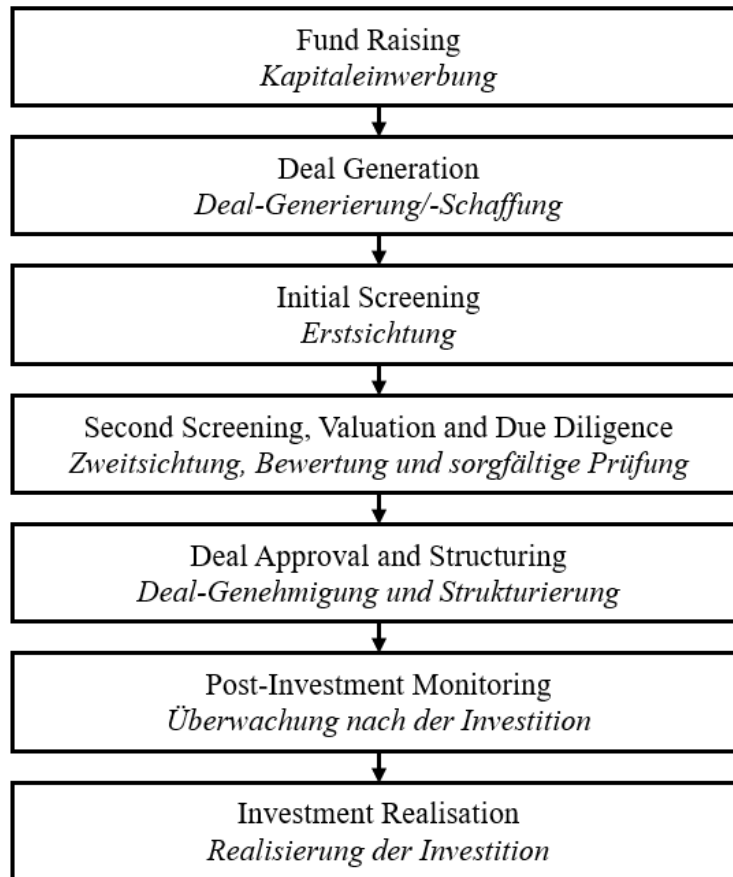 Fund Raising
Kapitaleinwerbung
Deal Generation
Deal-Generierung/-Schaffung
Initial Screening
Erstsichtung
Second Screening, Valuation and Due Diligence
Zweitsichtung, Bewertung und sorgfältige Prüfung
Deal Approval and Structuring
Deal-Genehmigung und Strukturierung
Post-Investment Monitoring
Überwachung nach der Investition
Investment Realisation
Realisierung der Investition